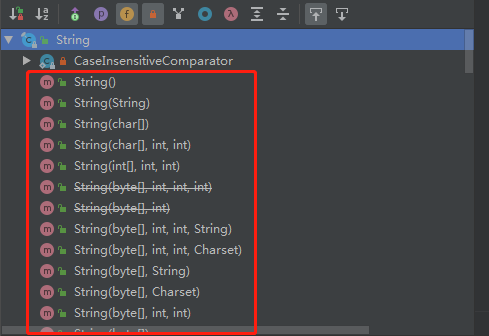 String
CaseInsensitiveComparator
String()
String(String)
String(char[])
String(char[], int, int)
String(int[], int, int)
String(byte[], int, int, int)
String(byte[], int)
String(byte[], int, int, String)
String(byte[], int, int, Charset)
String(byte[], String)
String(byte[], Charset)
String(byte[], int, int)
String(byte[])